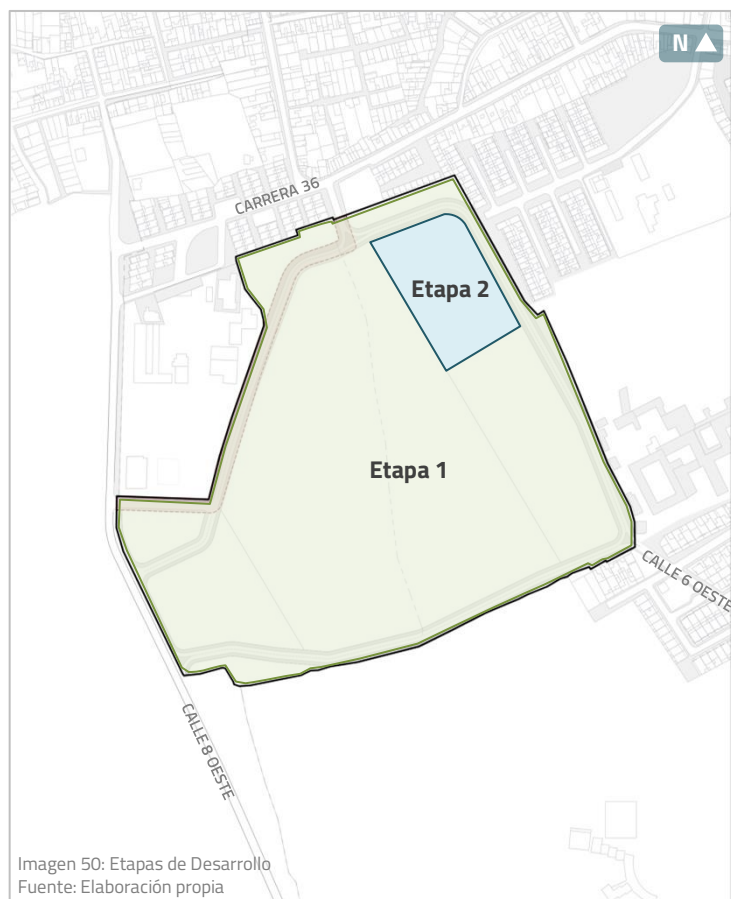 N
CARRERA 36
Etapa 2
Etapa 1
CALLE 6 OESTE
CALLE 8 OESTE
Imagen 50: Etapas de Desarrollo
Fuente: Elaboración propia